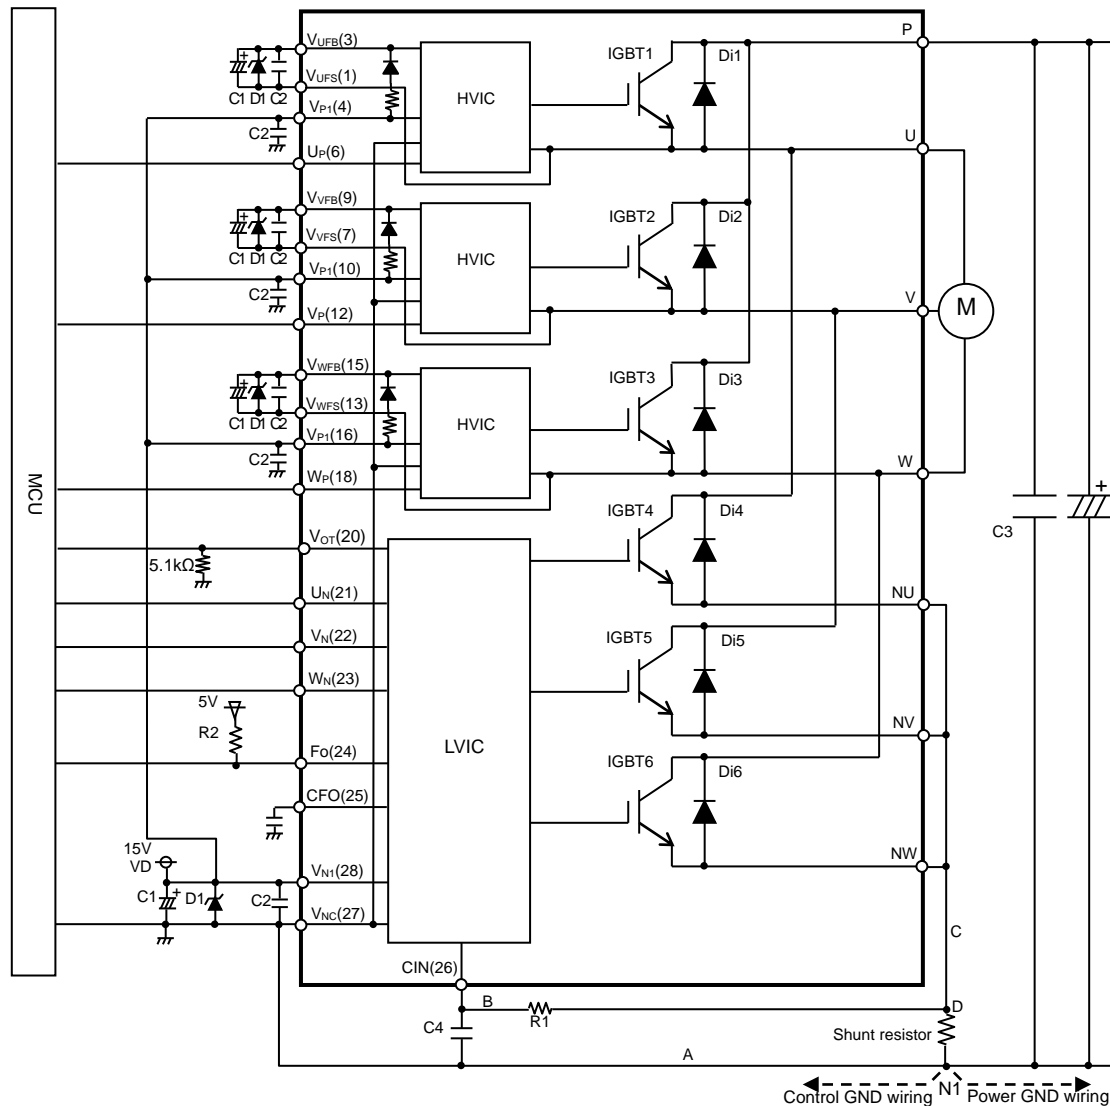 P
VUFB(3)
IGBT1
Di1
VUFS(1)
HVIC
C1 D1 C2
VP1(4)
C2
U
UP(6)
VVFB(9)
IGBT2
Di2
VVFS(7)
HVIC
C1 D1 C2
VP1(10)
C2
V
M
VP(12)
VWFB(15)
IGBT3
Di3
VWFS(13)
HVIC
C1 D1 C2
VP1(16)
C2
W
WP(18)
MCU
IGBT4
Di4
C3
+
VOT(20)
5.1kΩ
UN(21)
NU
VN(22)
IGBT5
Di5
WN(23)
5V
R2
LVIC
NV
Fo(24)
IGBT6
Di6
CFO(25)
15V
VD
VN1(28)
NW
C1
+
D1
C2
VNC(27)
C
CIN(26)
B
D
R1
C4
Shunt resistor
A
Control GND wiring
N1
Power GND wiring